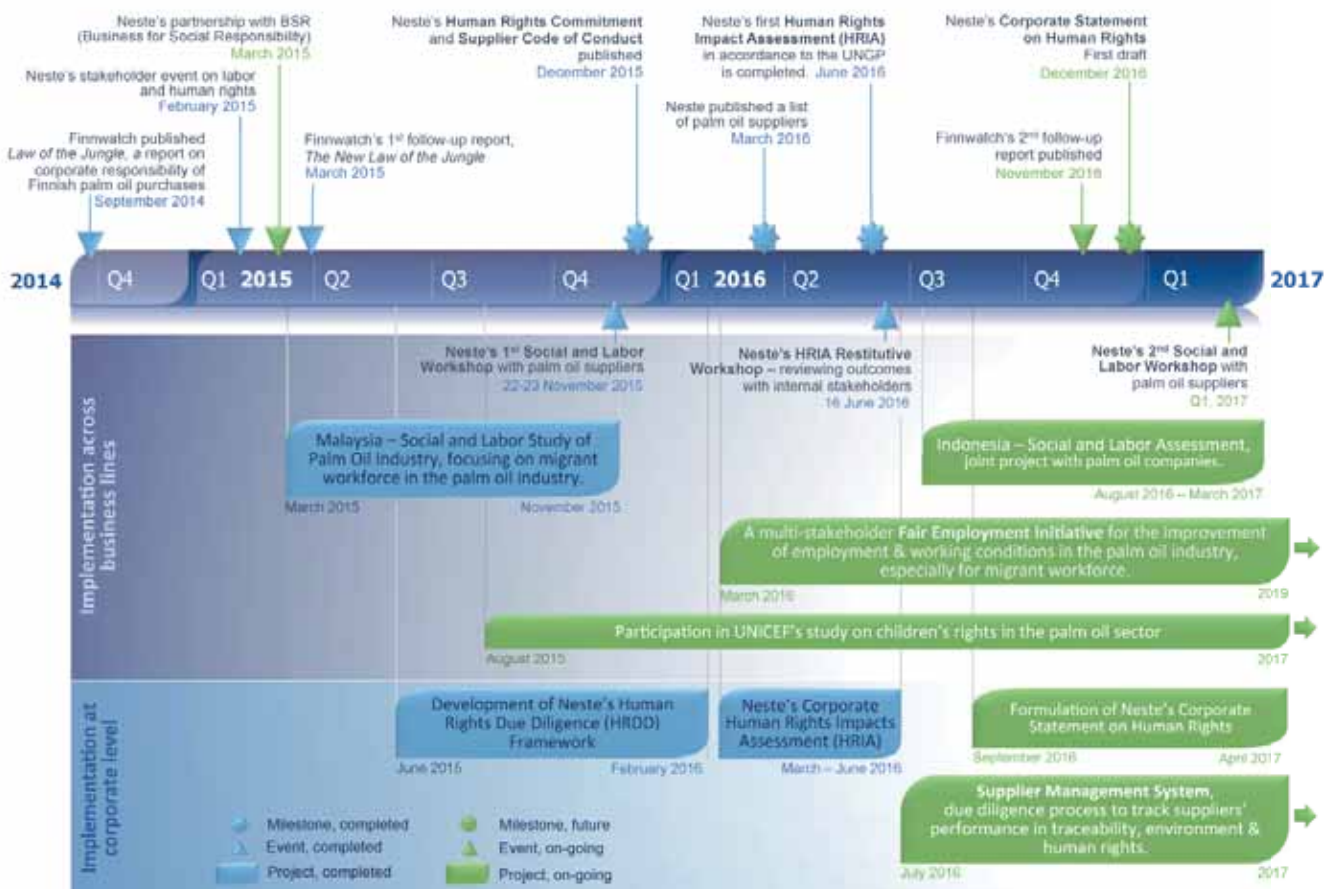 Neste's partnership with BSR
(Business for Social Responsibility)
March 2015
Neste's stakeholder event on labor
and human rights
February 2015
Finnwatch published
Law of the Jungle, a report on
corporate responsibility of
Finnish palm oil purchases
September 2014
Finnwatch's 1st follow-up report,
The New Law of the Jungle
March 2015
Neste's Human Rights Commitment
and Supplier Code of Conduct
published
December 2015
Neste's first Human Rights
Impact Assessment (HRIA)
in accordance to the UNGP
is completed. June 2016
Neste published a list
of palm oil suppliers
March 2016
Neste's Corporate Statement
on Human Rights
First draft
December 2016
Finnwatch's 2nd follow-up
report published
November 2016
2014 Q4 Q1 2015 Q2 Q3 Q4 Q1 2016 Q2 Q3 Q4 Q1 2017
Neste's 1st Social and Labor
Workshop with palm oil suppliers
22-23 November 2015
Neste's HRIA Restitutive
Workshop – reviewing outcomes
with internal stakeholders
16 June 2016
Neste's 2nd Social and
Labor Workshop with
palm oil suppliers
Q1, 2017
Implementation across
business lines
Malaysia – Social and Labor Study of
Palm Oil Industry, focusing on migrant
workforce in the palm oil industry.
March 2015 November 2015
Indonesia – Social and Labor Assessment,
joint project with palm oil companies.
August 2016 – March 2017
A multi-stakeholder Fair Employment Initiative for the improvement
of employment & working conditions in the palm oil industry,
especially for migrant workforce.
March 2016 2019
Participation in UNICEF's study on children's rights in the palm oil sector
August 2015 2017
Implementation at
corporate level
Development of Neste's Human
Rights Due Diligence (HRDD)
Framework
June 2015 February 2016
Neste's Corporate
Human Rights Impacts
Assessment (HRIA)
March – June 2016
Formulation of Neste's Corporate
Statement on Human Rights
September 2016 April 2017
Supplier Management System,
due diligence process to track suppliers'
performance in traceability, environment &
human rights.
July 2016 2017
Milestone, completed
Event, completed
Project, completed
Milestone, future
Event, on-going
Project, on-going